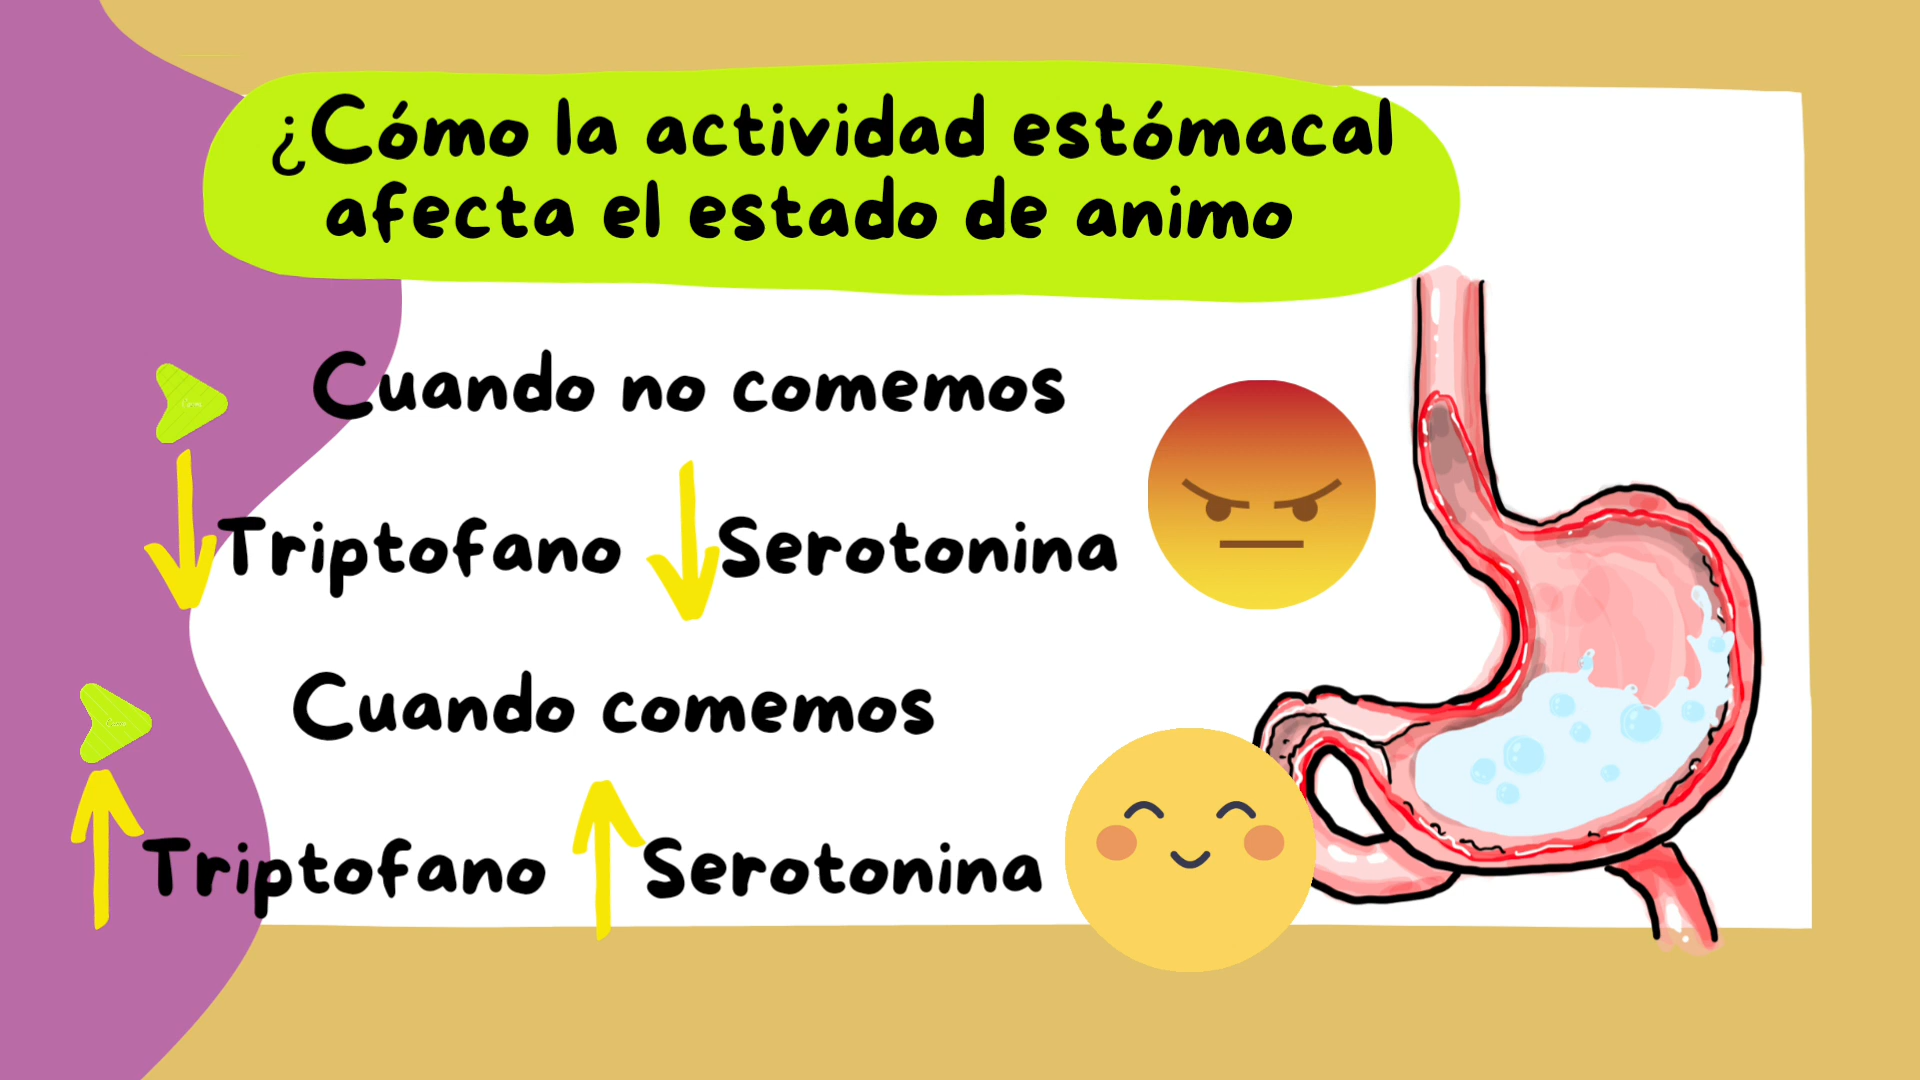 ¿Cómo la actividad estómacal
afecta el estado de animo
Cuando no comemos
Triptofano Serotonina
Cuando comemos
Triptofano Serotonina